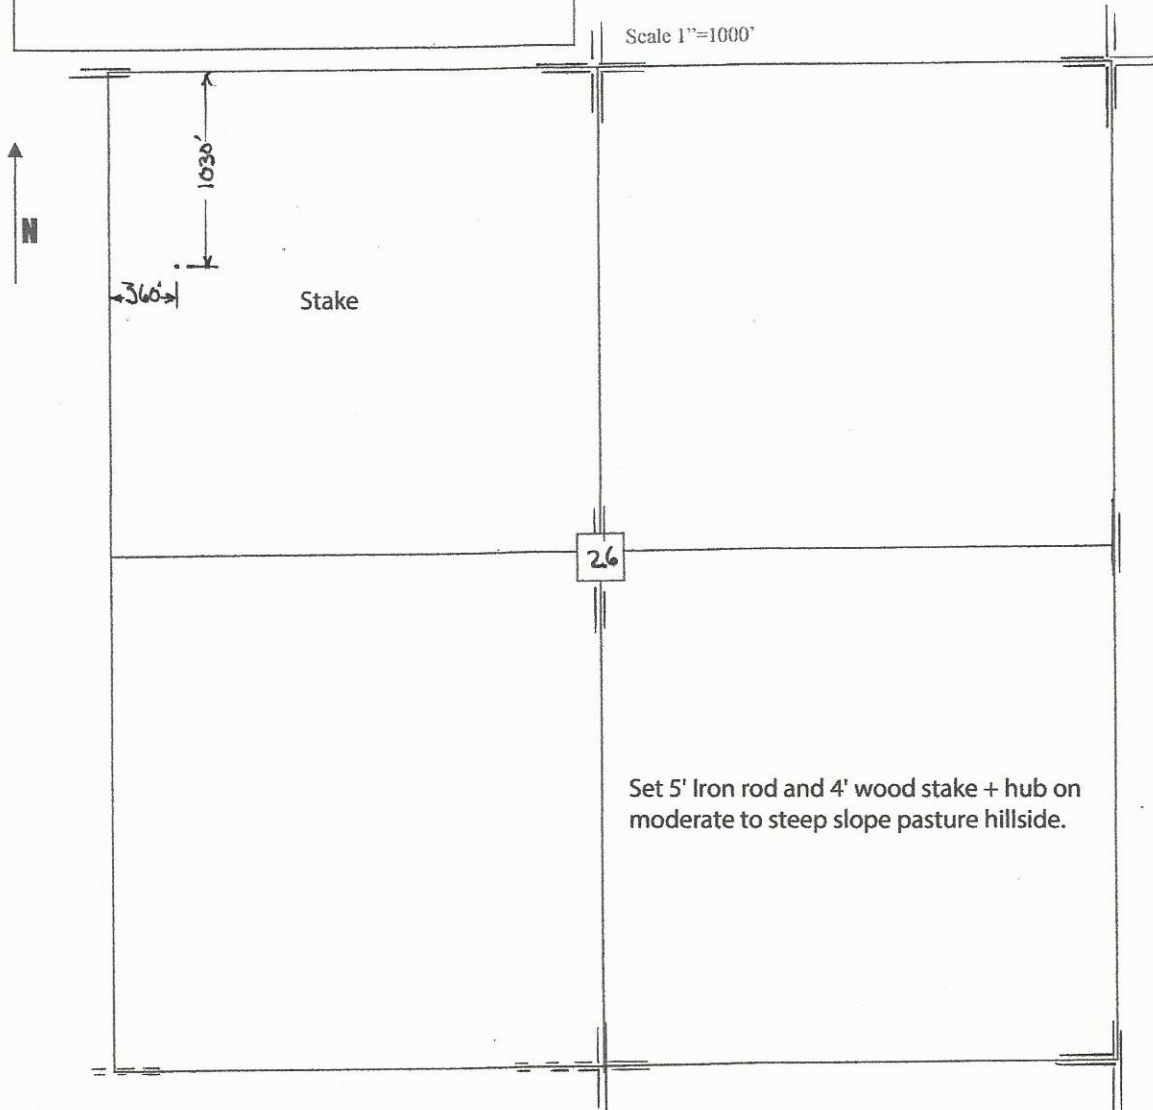 Scale 1"=1000'
1030'
N
360'
Stake
26
Set 5' Iron rod and 4' wood stake + hub on
moderate to steep slope pasture hillside.